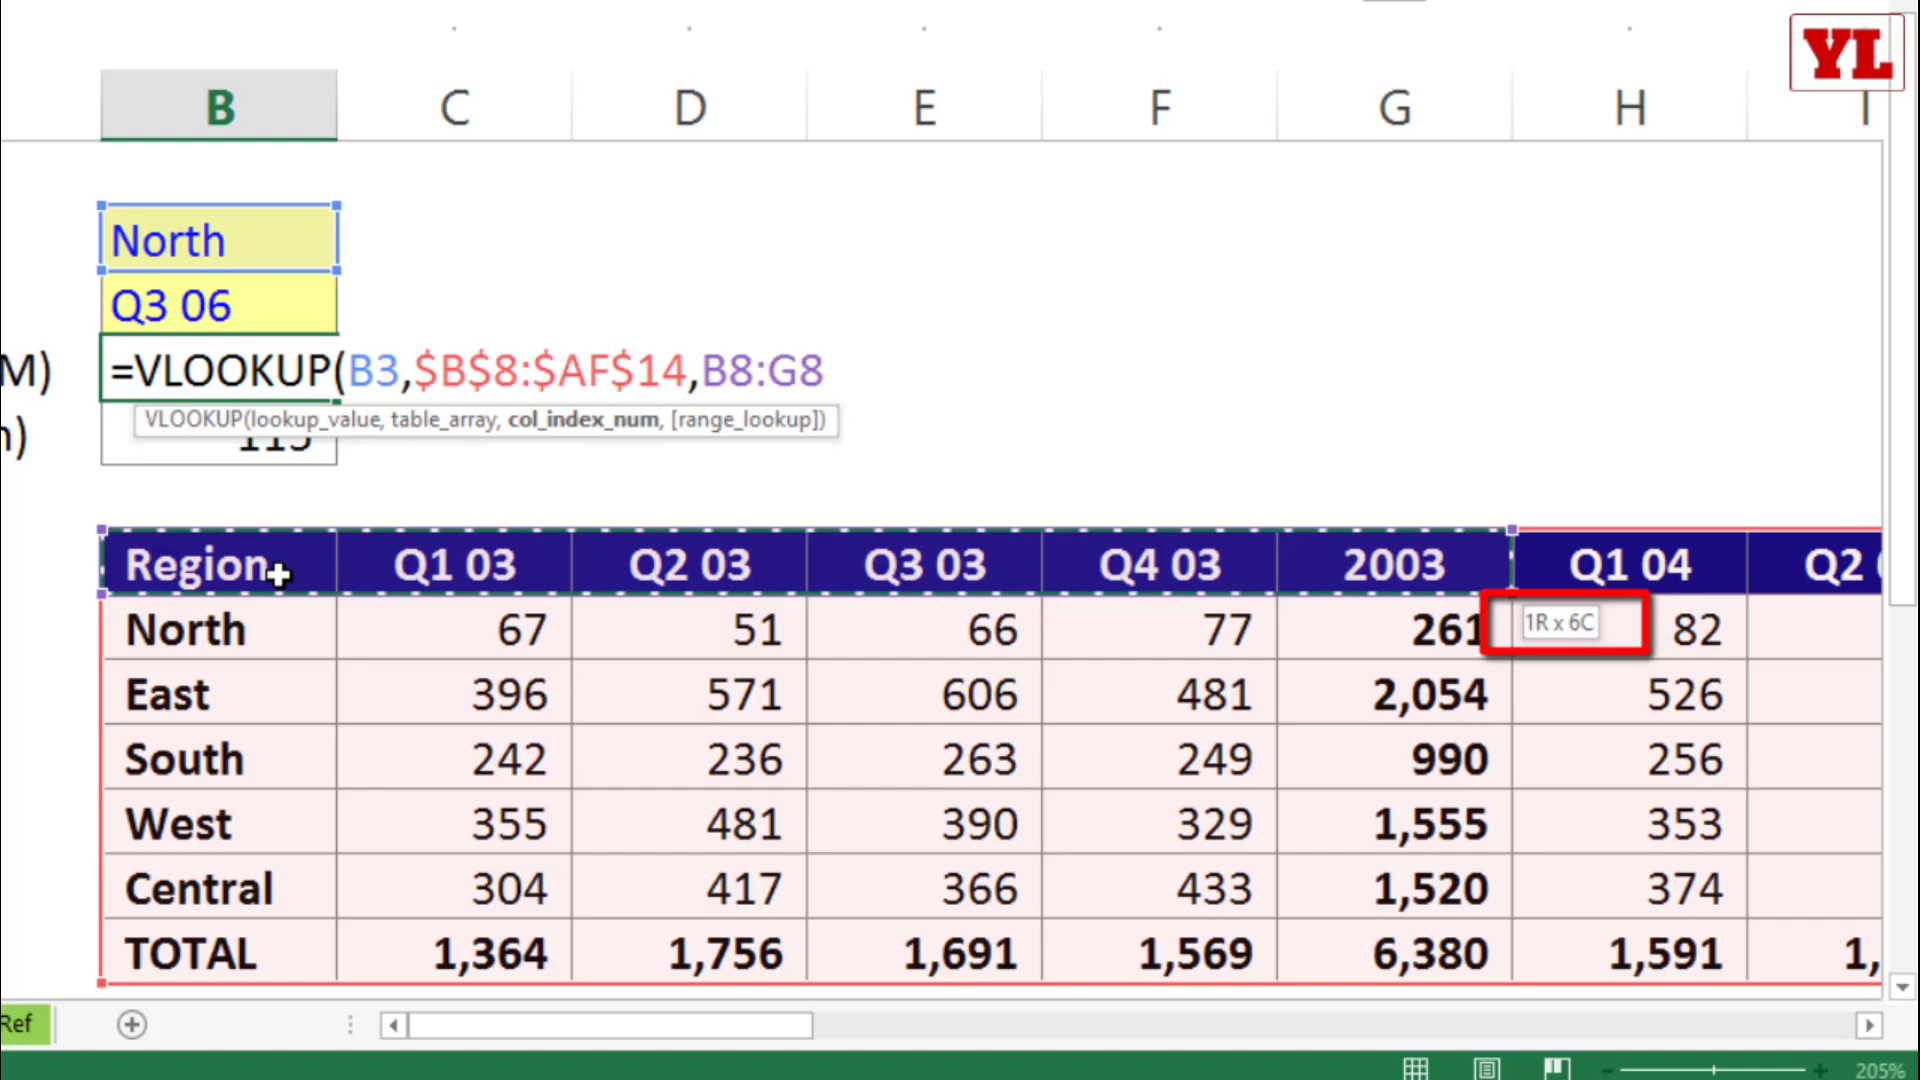 YL
B C D E F G H I
North
Q3 06
M) =VLOOKUP(B3,$B$8:$AF$14,B8:G8
VLOOKUP(lookup_value, table_array, col_index_num, [range_lookup])
) 115
Region Q1 03 Q2 03 Q3 03 Q4 03 2003 Q1 04 Q2
North 67 51 66 77 261 1R x 6C 82
East 396 571 606 481 2,054 526
South 242 236 263 249 990 256
West 355 481 390 329 1,555 353
Central 304 417 366 433 1,520 374
TOTAL 1,364 1,756 1,691 1,569 6,380 1,591 1,
Ref
205%